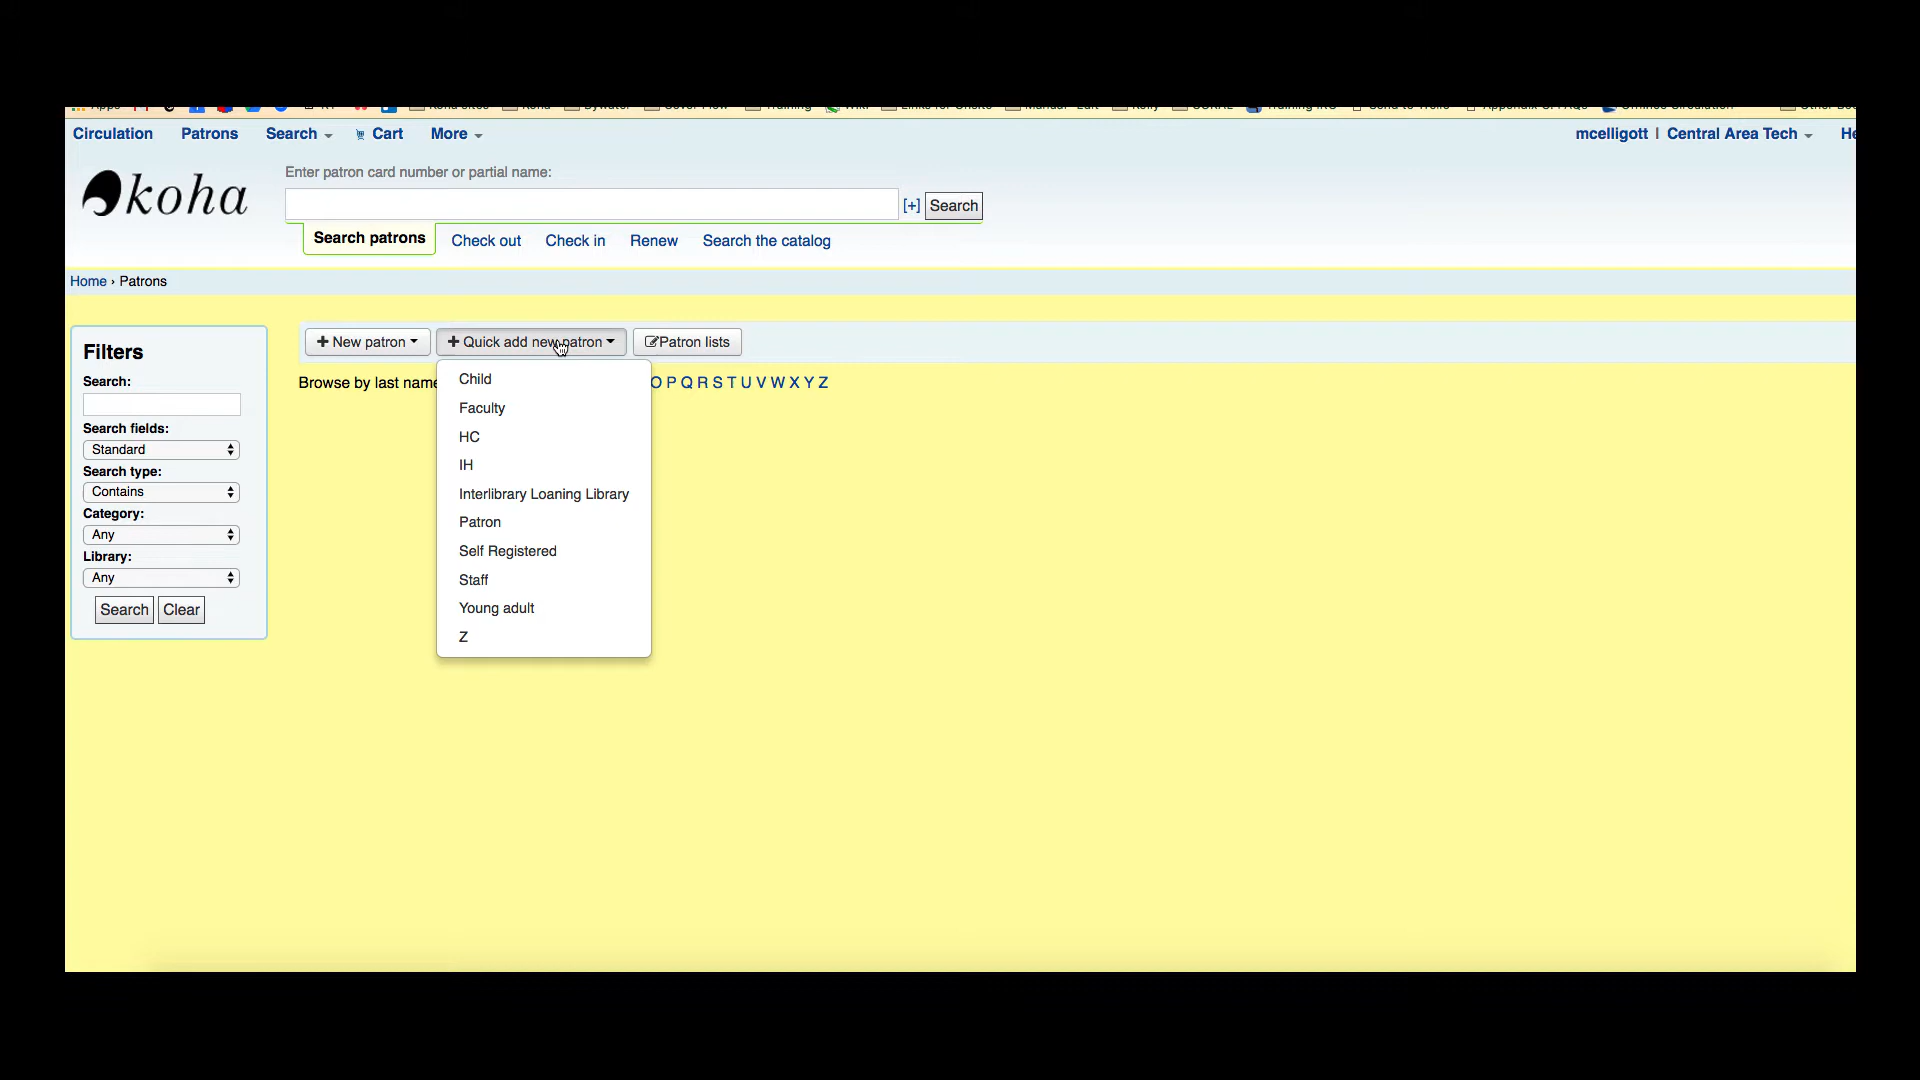 Circulation Patrons Search Cart More mcelligott | Central Area Tech He
koha
Enter patron card number or partial name:
[+] Search
Search patrons Check out Check in Renew Search the catalog
Home › Patrons
Filters
Search:
Search fields:
Standard
Search type:
Contains
Category:
Any
Library:
Any
Search Clear
+ New patron + Quick add new patron Patron lists
Browse by last name O P Q R S T U V W X Y Z
Child
Faculty
HC
IH
Interlibrary Loaning Library
Patron
Self Registered
Staff
Young adult
Z